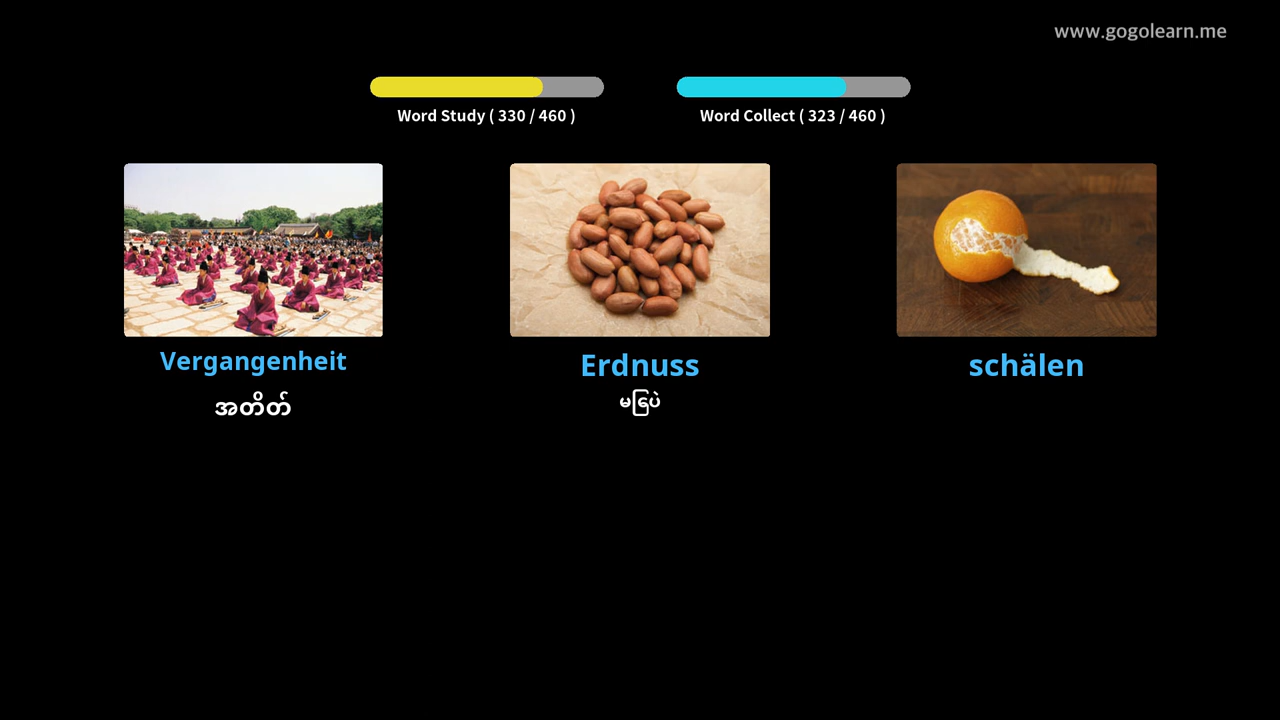 www.gogolearn.me
Word Study ( 330 / 460 )
Word Collect ( 323 / 460 )
Vergangenheit
Erdnuss
schälen
အတိတ်
မြေပဲ